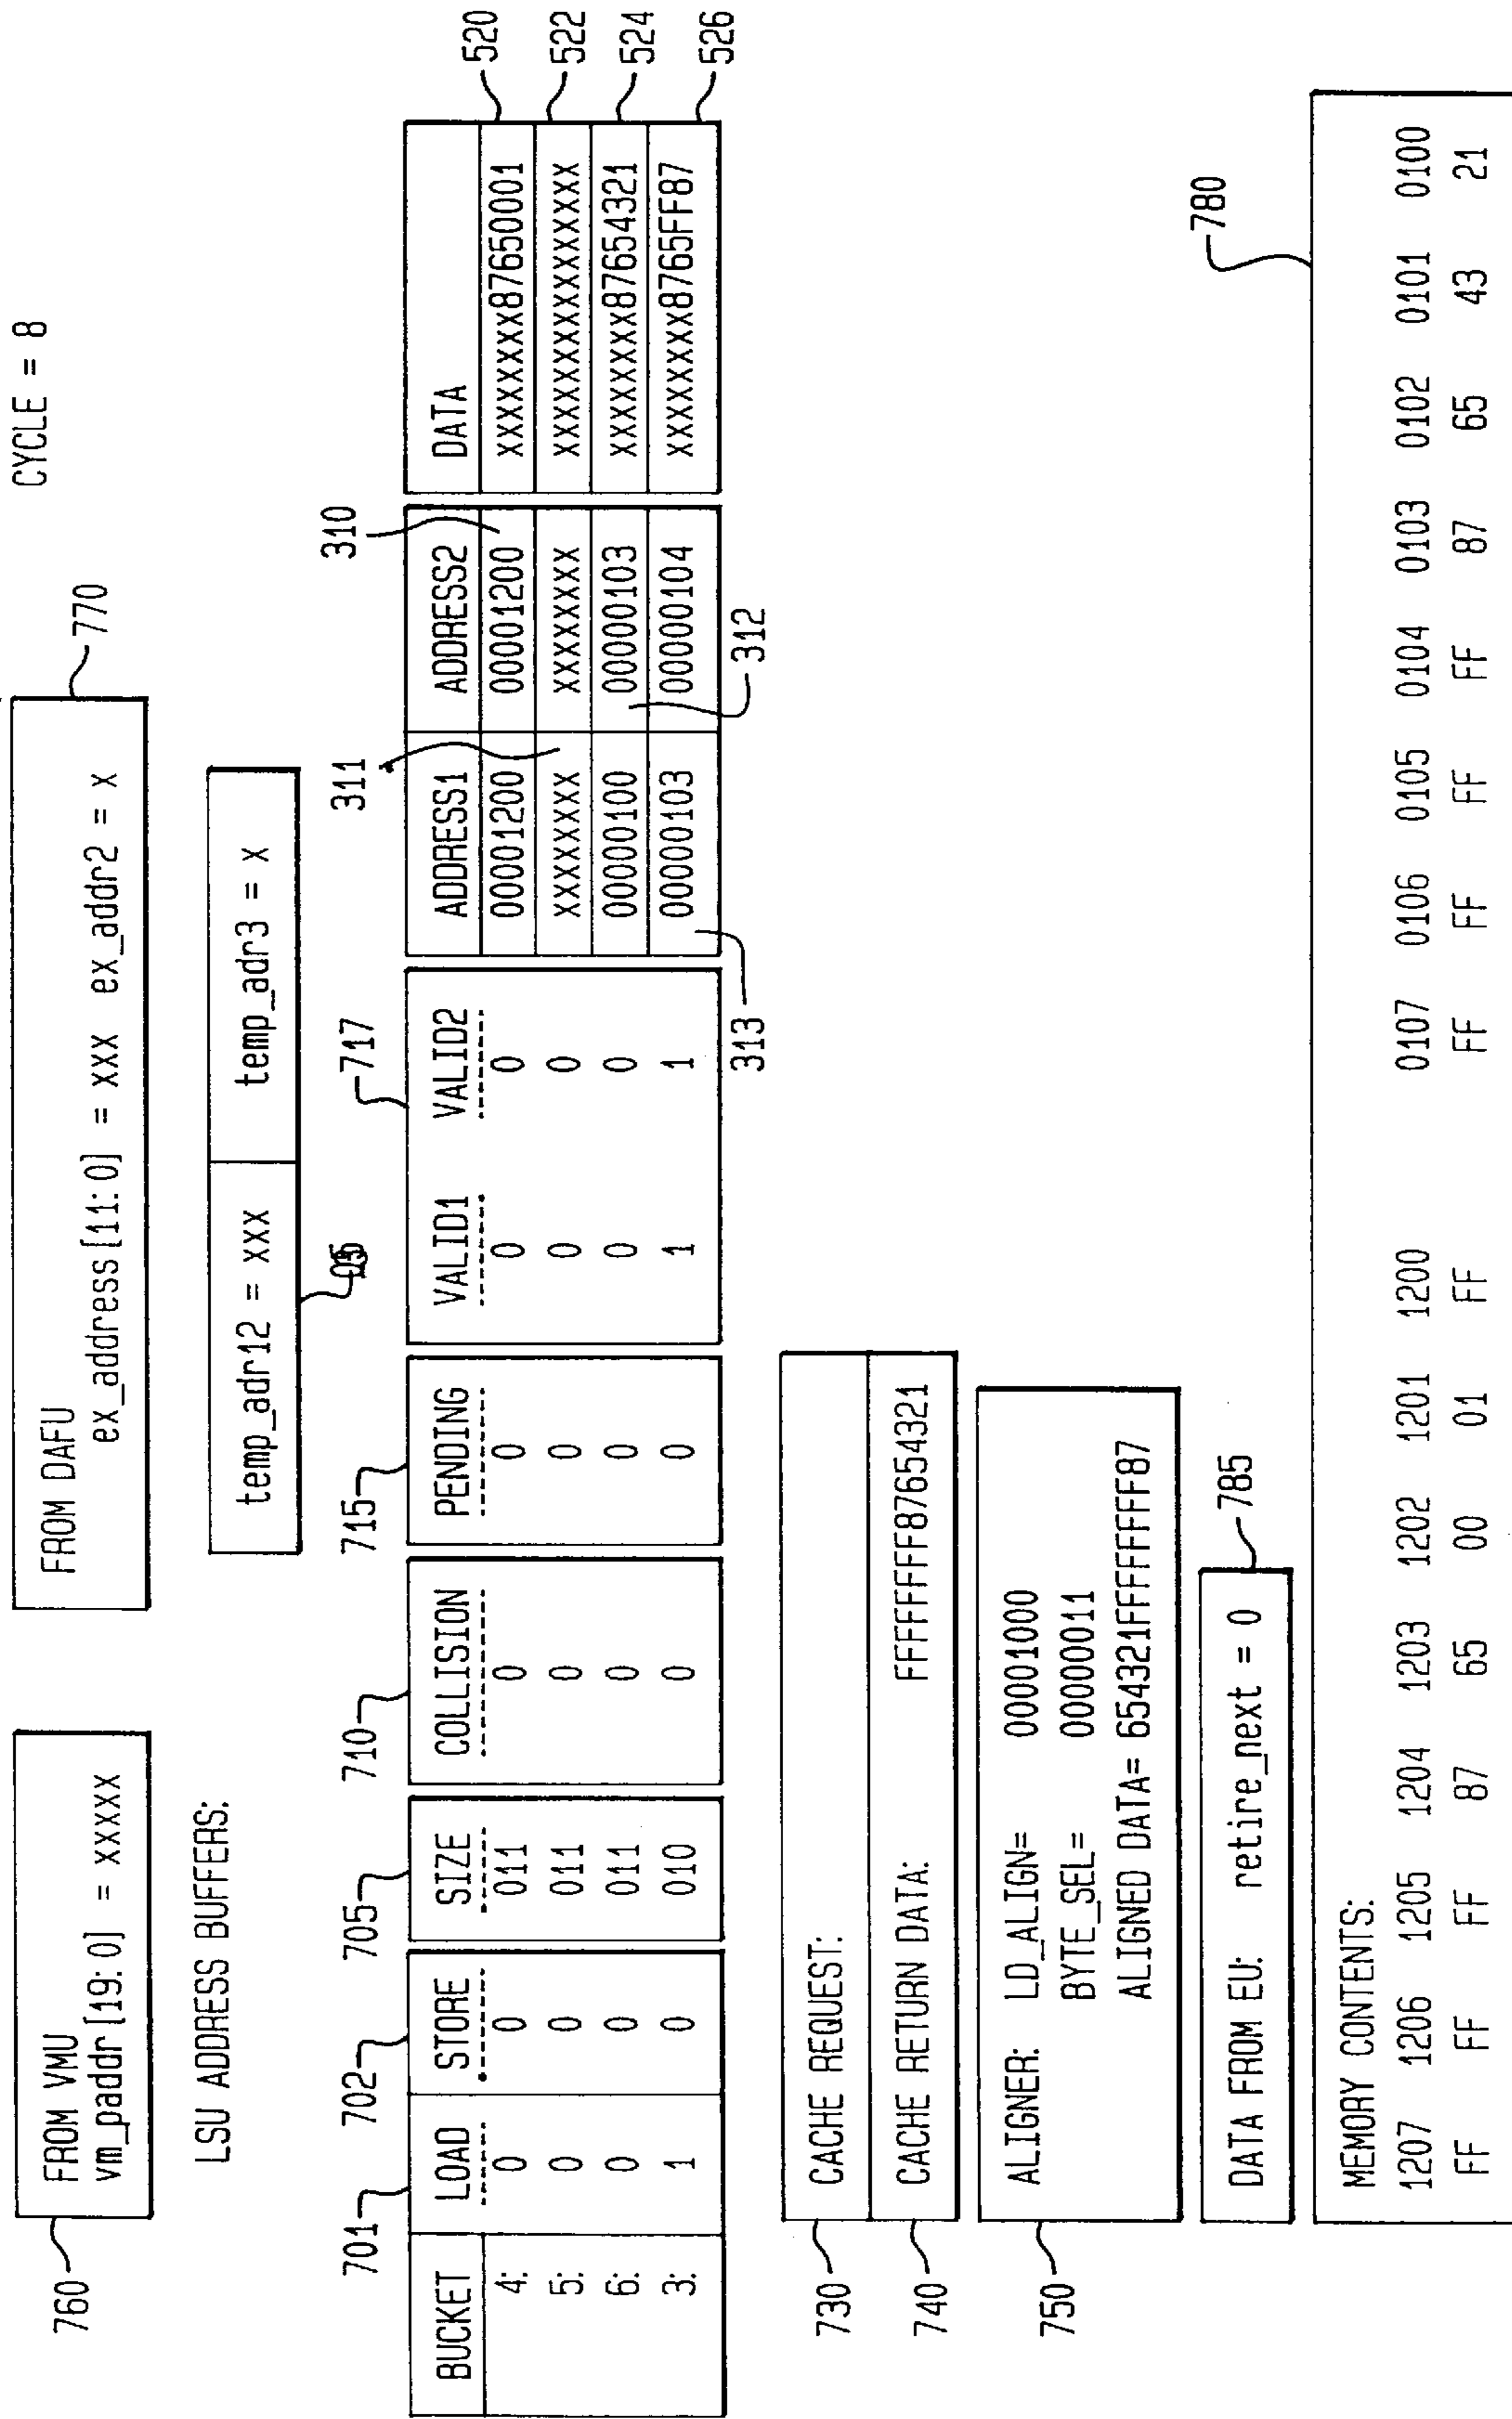 CYCLE = 8
760
FROM VMU
vm_paddr [19:0] = XXXXX
FROM DAFU
ex_address [11:0] = XXX ex_addr2 = X
770
temp_adr12 = XXX temp_adr3 = X
LSU ADDRESS BUFFERS:
701 702 705 710 715 717 311 310
BUCKET LOAD STORE SIZE COLLISION PENDING VALID1 VALID2 ADDRESS1 ADDRESS2 DATA
4: 0 0 011 0 0 0 0 00001200 00001200 XXXXXXXX87650001 520
5: 0 0 011 0 0 0 0 XXXXXXXX XXXXXXXX XXXXXXXXXXXXXXXX 522
6: 0 0 011 0 0 0 0 00000100 00000103 XXXXXXXX87654321 524
3: 1 0 010 0 0 1 1 00000103 00000104 XXXXXXXX8765FF87 526
313 312
730
CACHE REQUEST:
740
CACHE RETURN DATA: FFFFFFFF87654321
750
ALIGNER: LD_ALIGN= 00001000
BYTE_SEL= 00000011
ALIGNED DATA= 654321FFFFFFFF87
DATA FROM EU: retire_next = 0
785
780
MEMORY CONTENTS:
1207 1206 1205 1204 1203 1202 1201 1200 0107 0106 0105 0104 0103 0102 0101 0100
FF FF FF 87 65 00 01 FF FF FF FF FF 87 65 43 21